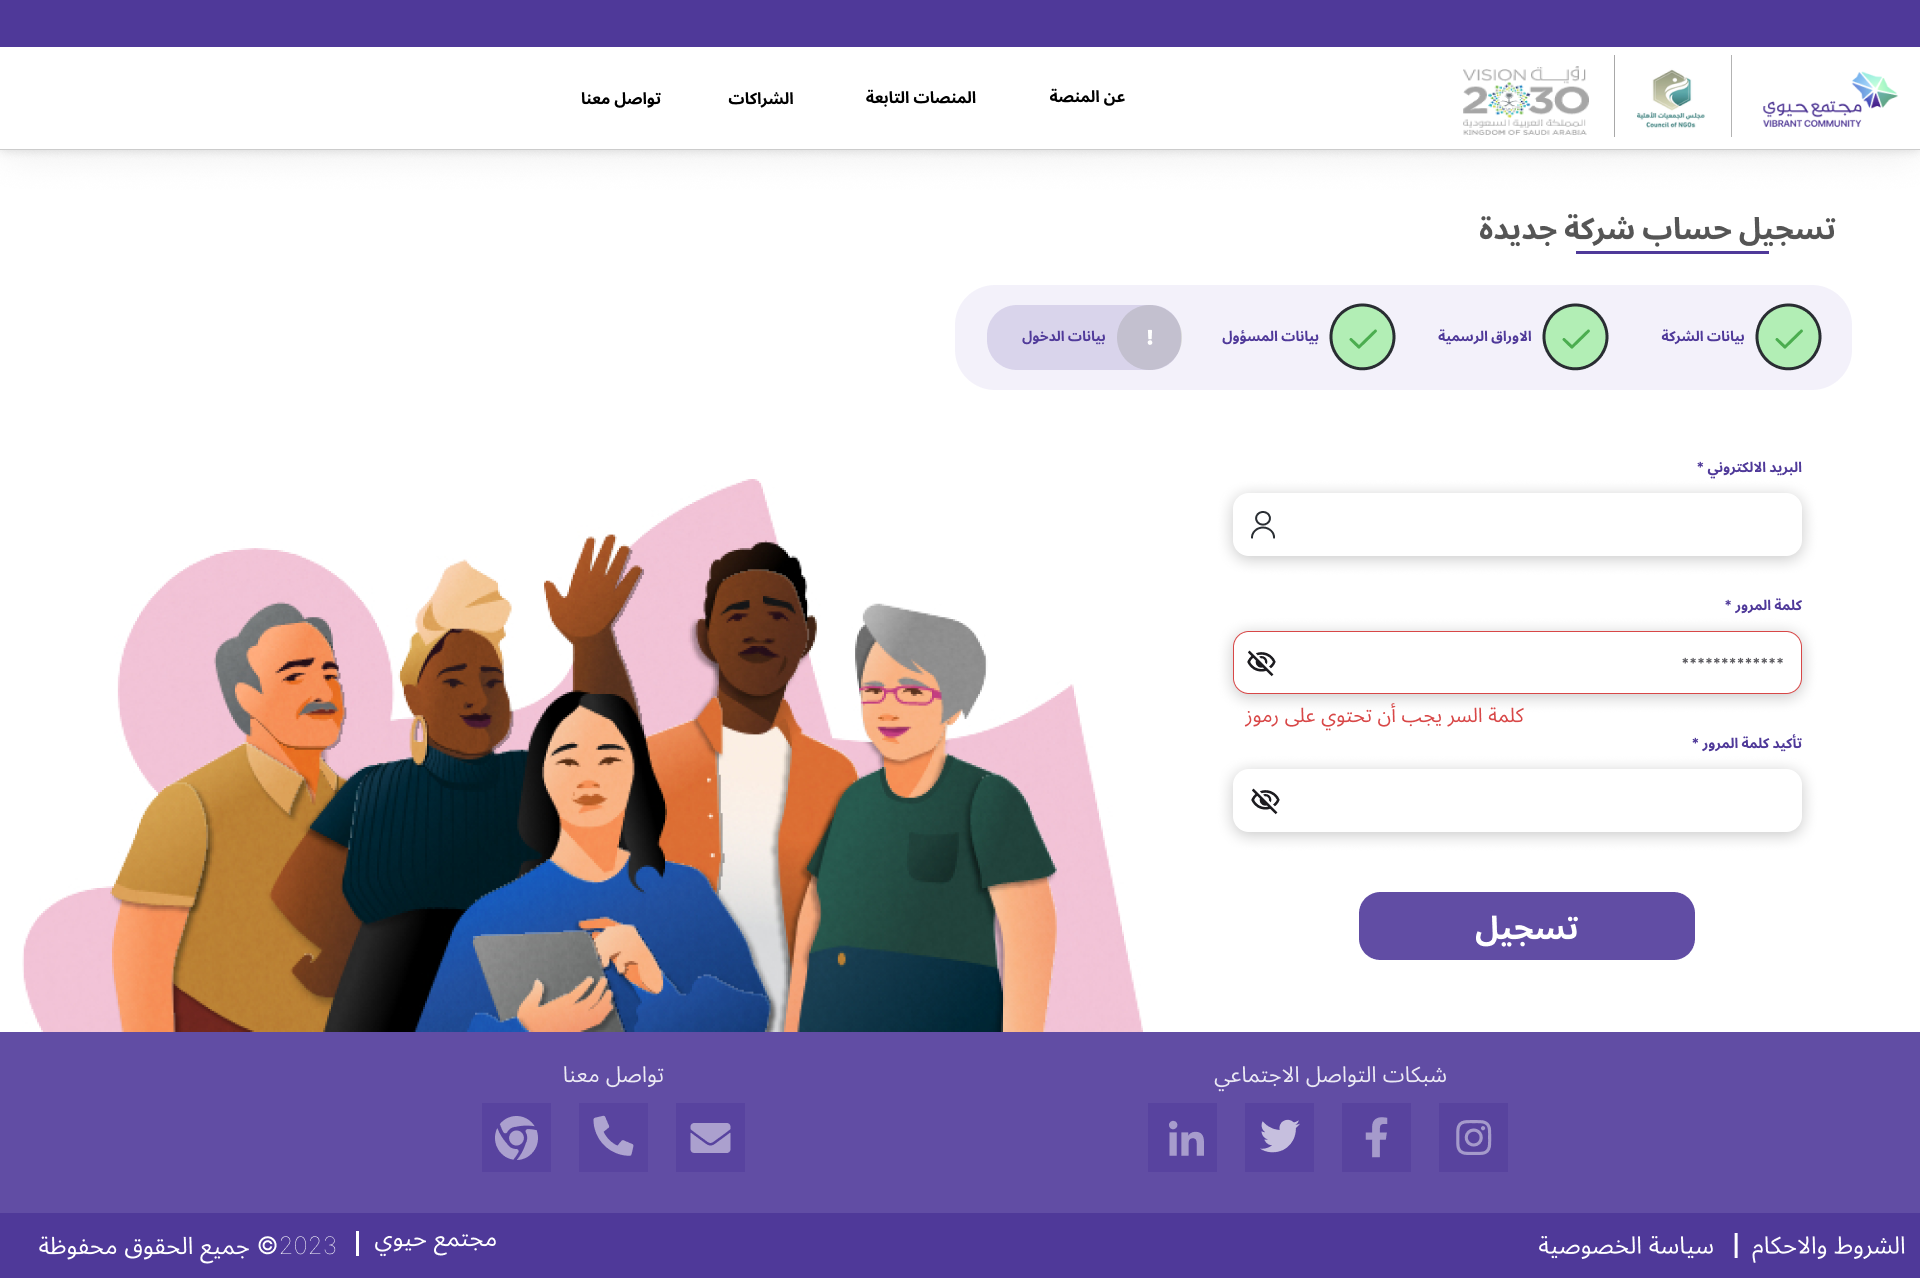 مجتمع حيوي
VIBRANT COMMUNITY
مجلس الجمعيات الأهلية
Council of NGOs
VISION رؤيـــة
2030
المملكة العربية السعودية
KINGDOM OF SAUDI ARABIA
عن المنصة
المنصات التابعة
الشراكات
تواصل معنا
تسجيل حساب شركة جديدة
بيانات الشركة
الاوراق الرسمية
بيانات المسؤول
! بيانات الدخول
البريد الالكتروني *
كلمة المرور *
*************
كلمة السر يجب أن تحتوي على رموز
تأكيد كلمة المرور *
تسجيل
شبكات التواصل الاجتماعي
تواصل معنا
الشروط والاحكام | سياسة الخصوصية
مجتمع حيوي | 2023© جميع الحقوق محفوظة